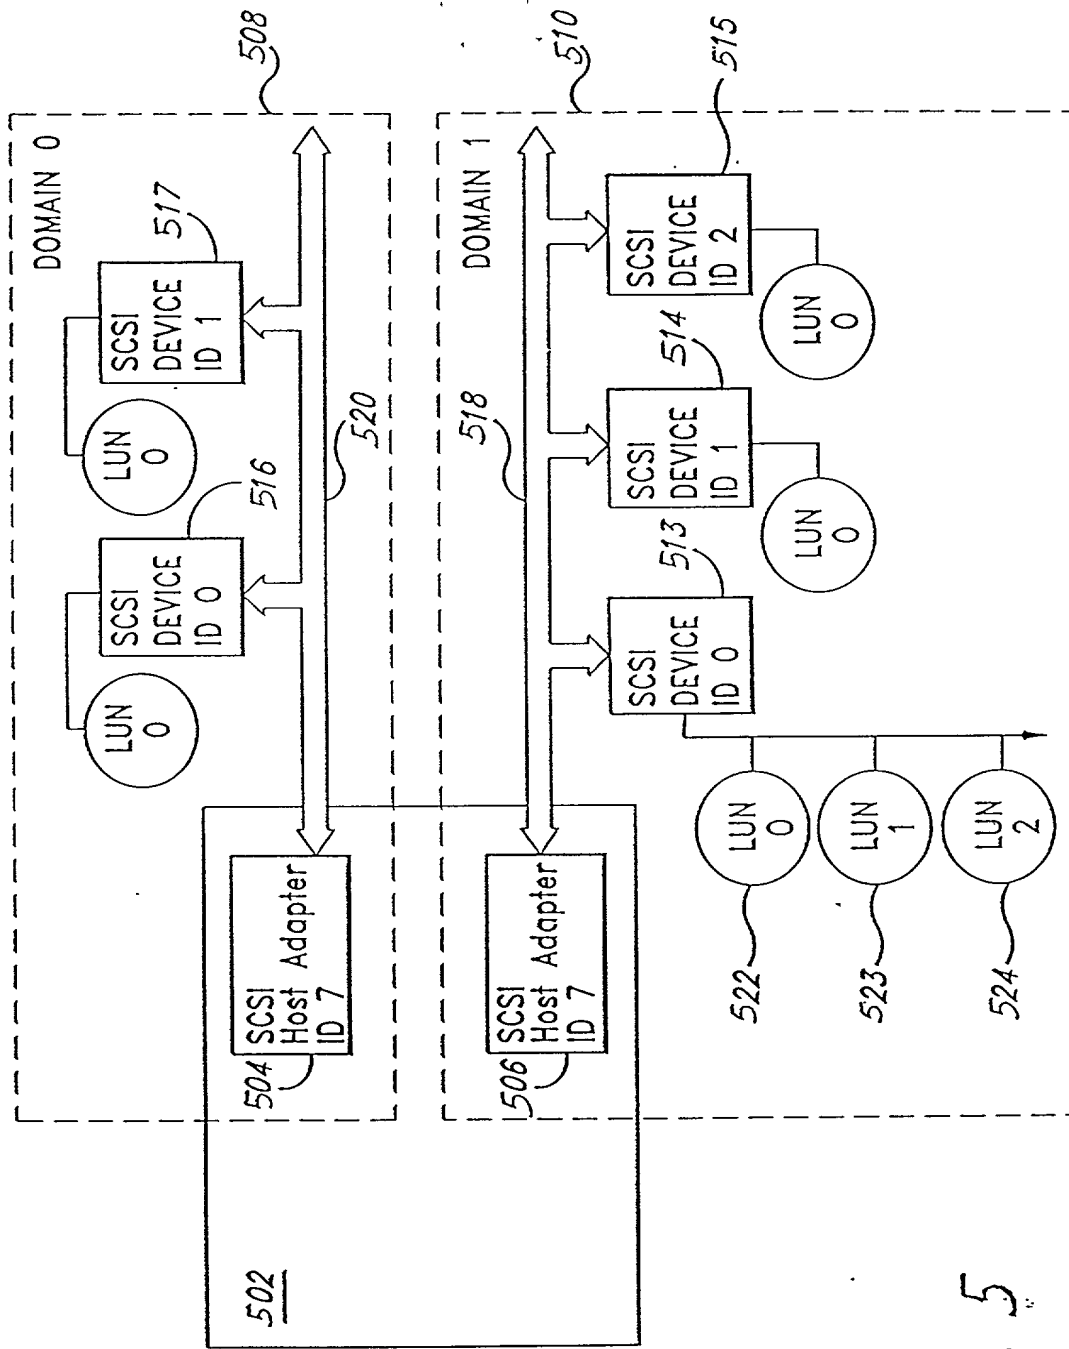 DOMAIN 0
508
SCSI
DEVICE
ID 1
517
LUN
0
SCSI
DEVICE
ID 0
516
LUN
0
520
SCSI
Host Adapter
ID 7
504
DOMAIN 1
510
518
SCSI
DEVICE
ID 2
515
LUN
0
SCSI
DEVICE
ID 1
514
LUN
0
SCSI
DEVICE
ID 0
513
LUN
0
522
LUN
1
523
LUN
2
524
SCSI
Host Adapter
ID 7
506
502
5